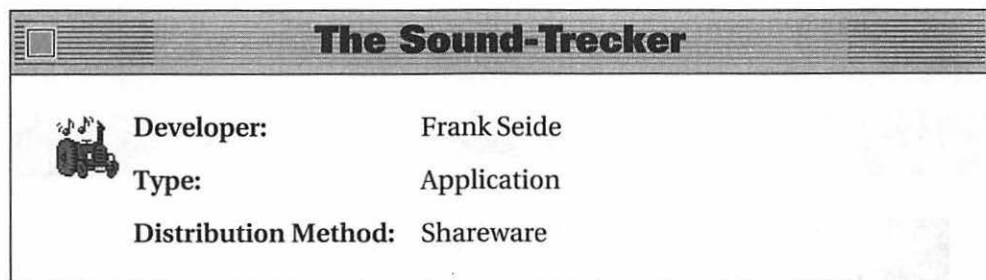 The Sound-Trecker
Developer: Frank Seide
Type: Application
Distribution Method: Shareware